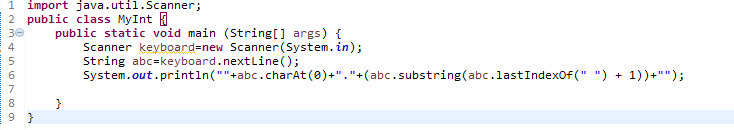 1 import java.util.Scanner;
2 public class MyInt {
3 public static void main (String[] args) {
4 Scanner keyboard=new Scanner(System.in);
5 String abc=keyboard.nextLine();
6 System.out.println(""+abc.charAt(0)+"."+(abc.substring(abc.lastIndexOf(" ") + 1))+"");
7
8 }
9 }